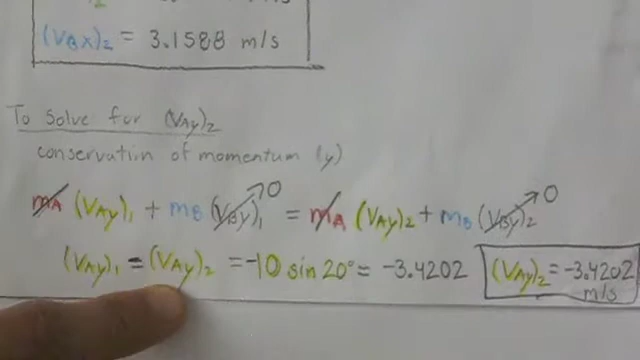 (VBx)₂ = 3.1588 m/s
To Solve for (VAy)₂
conservation of momentum (y)
mA (VAy)₁ + mB (VBy)₁ → 0 = mA (VAy)₂ + mB (VBy)₂ → 0
(VAy)₁ = (VAy)₂ = -10 sin 20° = -3.4202 (VAy)₂ = -3.4202
m/s